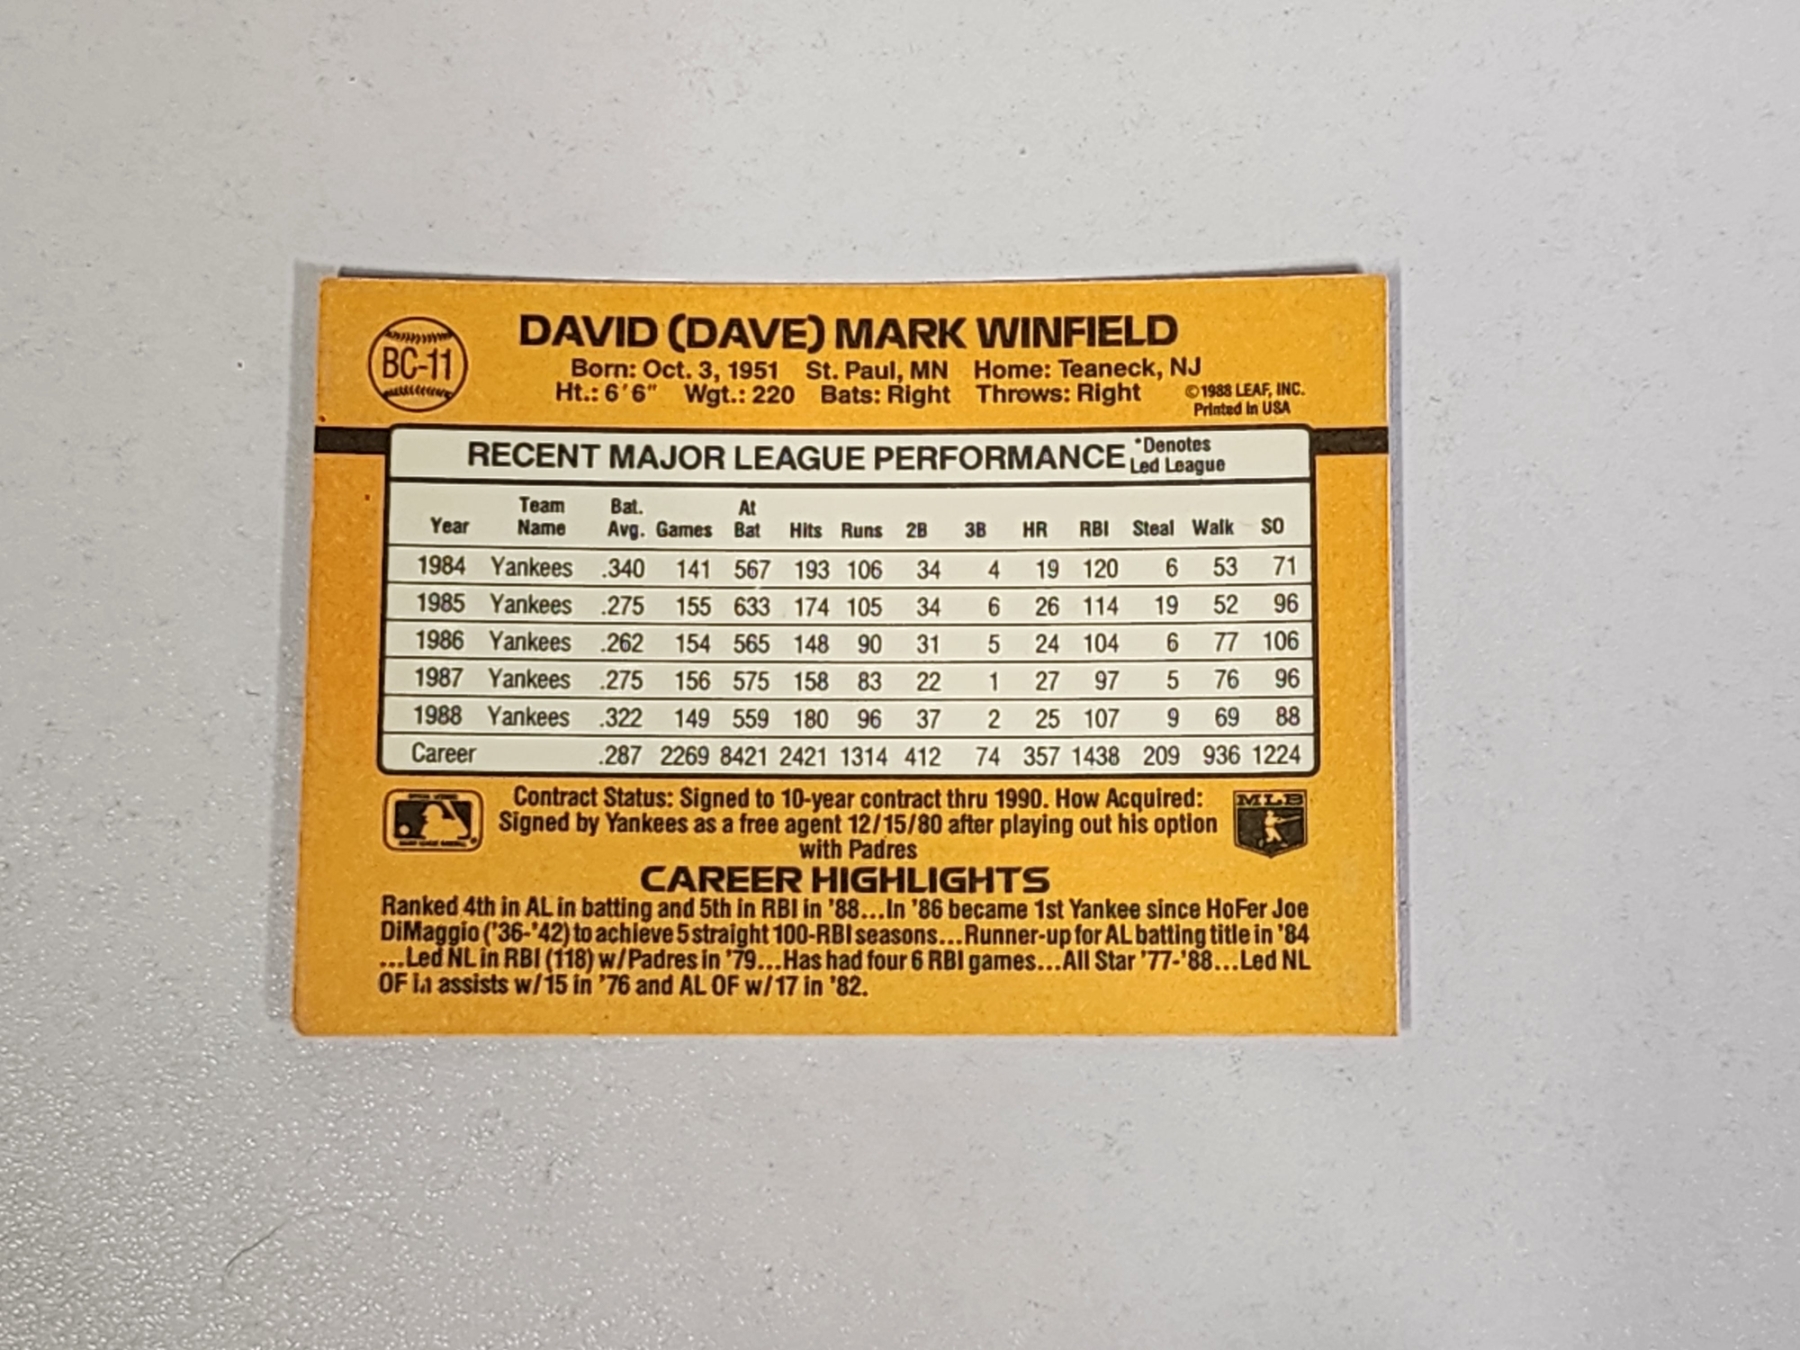 BC-11
DAVID (DAVE) MARK WINFIELD
Born: Oct. 3, 1951 St. Paul, MN Home: Teaneck, NJ
Ht.: 6'6" Wgt.: 220 Bats: Right Throws: Right
©1988 LEAF, INC.
Printed in USA
RECENT MAJOR LEAGUE PERFORMANCE *Denotes
Led League
Year Team Name Bat. Avg. Games At Bat Hits Runs 2B 3B HR RBI Steal Walk SO
1984 Yankees .340 141 567 193 106 34 4 19 120 6 53 71
1985 Yankees .275 155 633 174 105 34 6 26 114 19 52 96
1986 Yankees .262 154 565 148 90 31 5 24 104 6 77 106
1987 Yankees .275 156 575 158 83 22 1 27 97 5 76 96
1988 Yankees .322 149 559 180 96 37 2 25 107 9 69 88
Career .287 2269 8421 2421 1314 412 74 357 1438 209 936 1224
Contract Status: Signed to 10-year contract thru 1990. How Acquired:
Signed by Yankees as a free agent 12/15/80 after playing out his option
with Padres
MLB
CAREER HIGHLIGHTS
Ranked 4th in AL in batting and 5th in RBI in '88...In '86 became 1st Yankee since HoFer Joe
DiMaggio ('36-'42) to achieve 5 straight 100-RBI seasons...Runner-up for AL batting title in '84
...Led NL in RBI (118) w/Padres in '79...Has had four 6 RBI games...All Star '77-'88...Led NL
OF in assists w/15 in '76 and AL OF w/17 in '82.